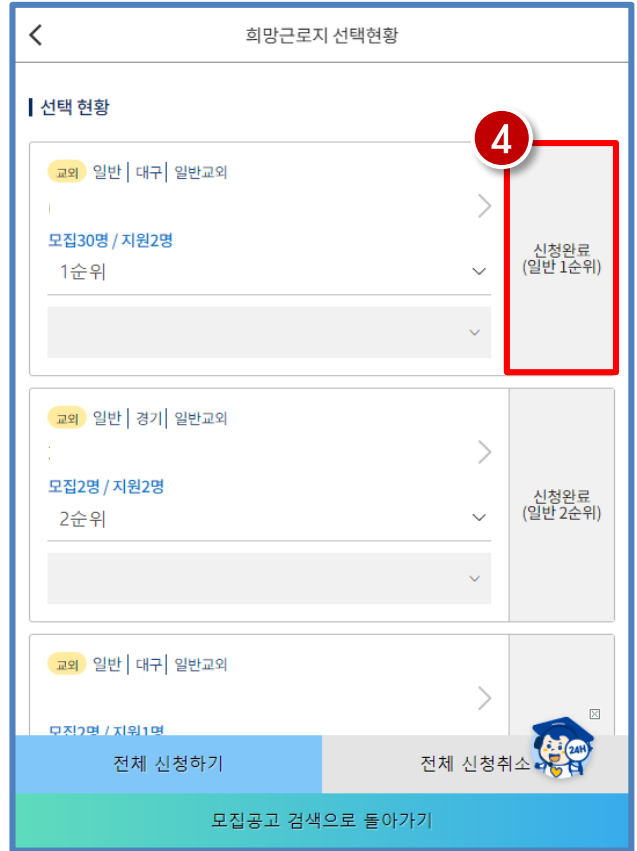 희망근로지 선택현황
선택 현황
4
교외 일반 | 대구 | 일반교외
모집30명 / 지원2명
1순위
신청완료
(일반 1순위)
교외 일반 | 경기 | 일반교외
모집2명 / 지원2명
2순위
신청완료
(일반 2순위)
교외 일반 | 대구 | 일반교외
모집2명 / 지원1명
전체 신청하기
전체 신청취소
24H
모집공고 검색으로 돌아가기